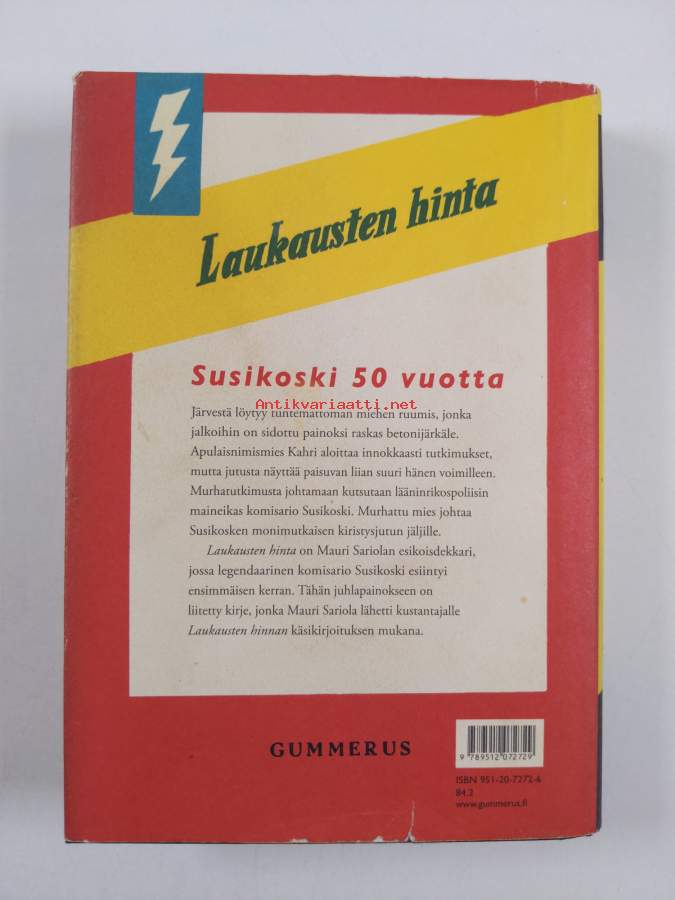 Laukausten hinta
Susikoski 50 vuotta
Antikvariaatti.net
Järvestä löytyy tuntemattoman miehen ruumis, jonka
jalkoihin on sidottu painoksi raskas betonijärkäle.
Apulaisnimismies Kahri aloittaa innokkaasti tutkimukset,
mutta jutusta näyttää paisuvan liian suuri hänen voimilleen.
Murhatutkimusta johtamaan kutsutaan lääninrikospoliisin
maineikas komisario Susikoski. Murhattu mies johtaa
Susikosken monimutkaisen kiristysjutun jäljille.
Laukausten hinta on Mauri Sariolan esikoisdekkari,
jossa legendaarinen komisario Susikoski esiintyi
ensimmäisen kerran. Tähän juhlapainokseen on
liitetty kirje, jonka Mauri Sariola lähetti kustantajalle
Laukausten hinnan käsikirjoituksen mukana.
GUMMERUS
9 789512 072729
ISBN 951-20-7272-6
84.2
www.gummerus.fi